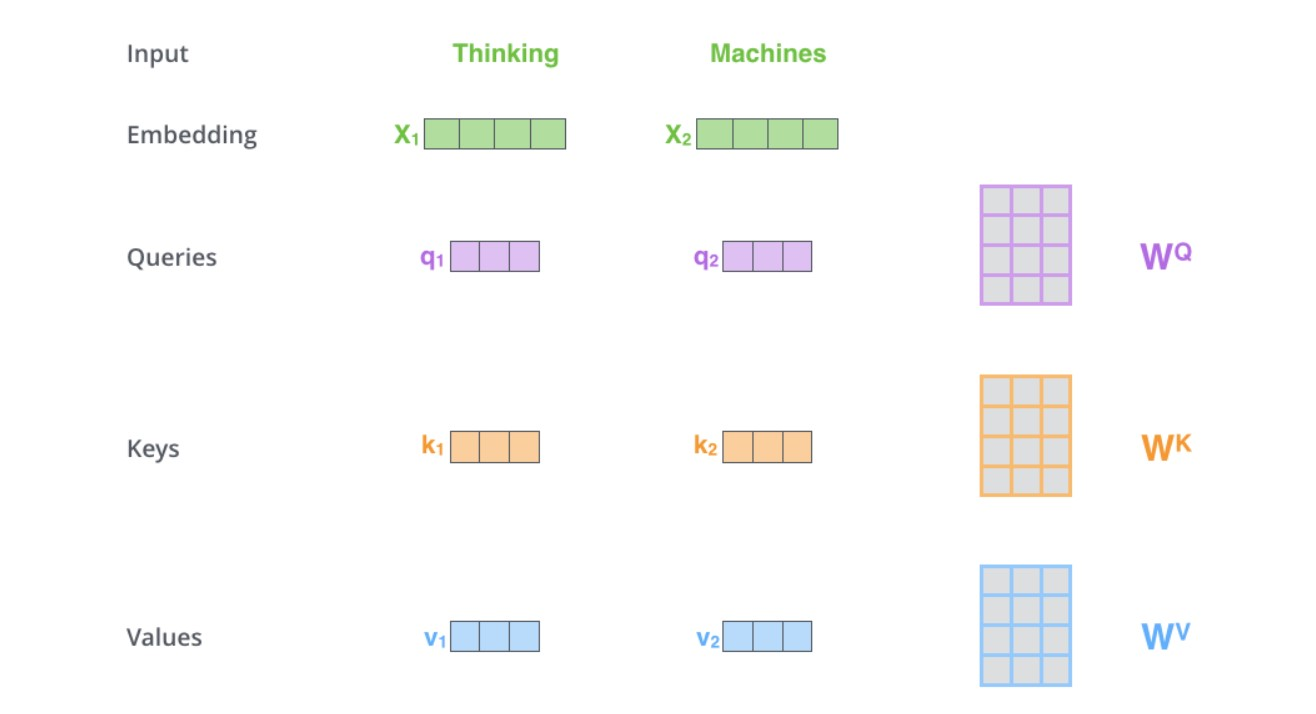 Input Thinking Machines
Embedding X1 X2
Queries q1 q2 WQ
Keys k1 k2 WK
Values v1 v2 WV